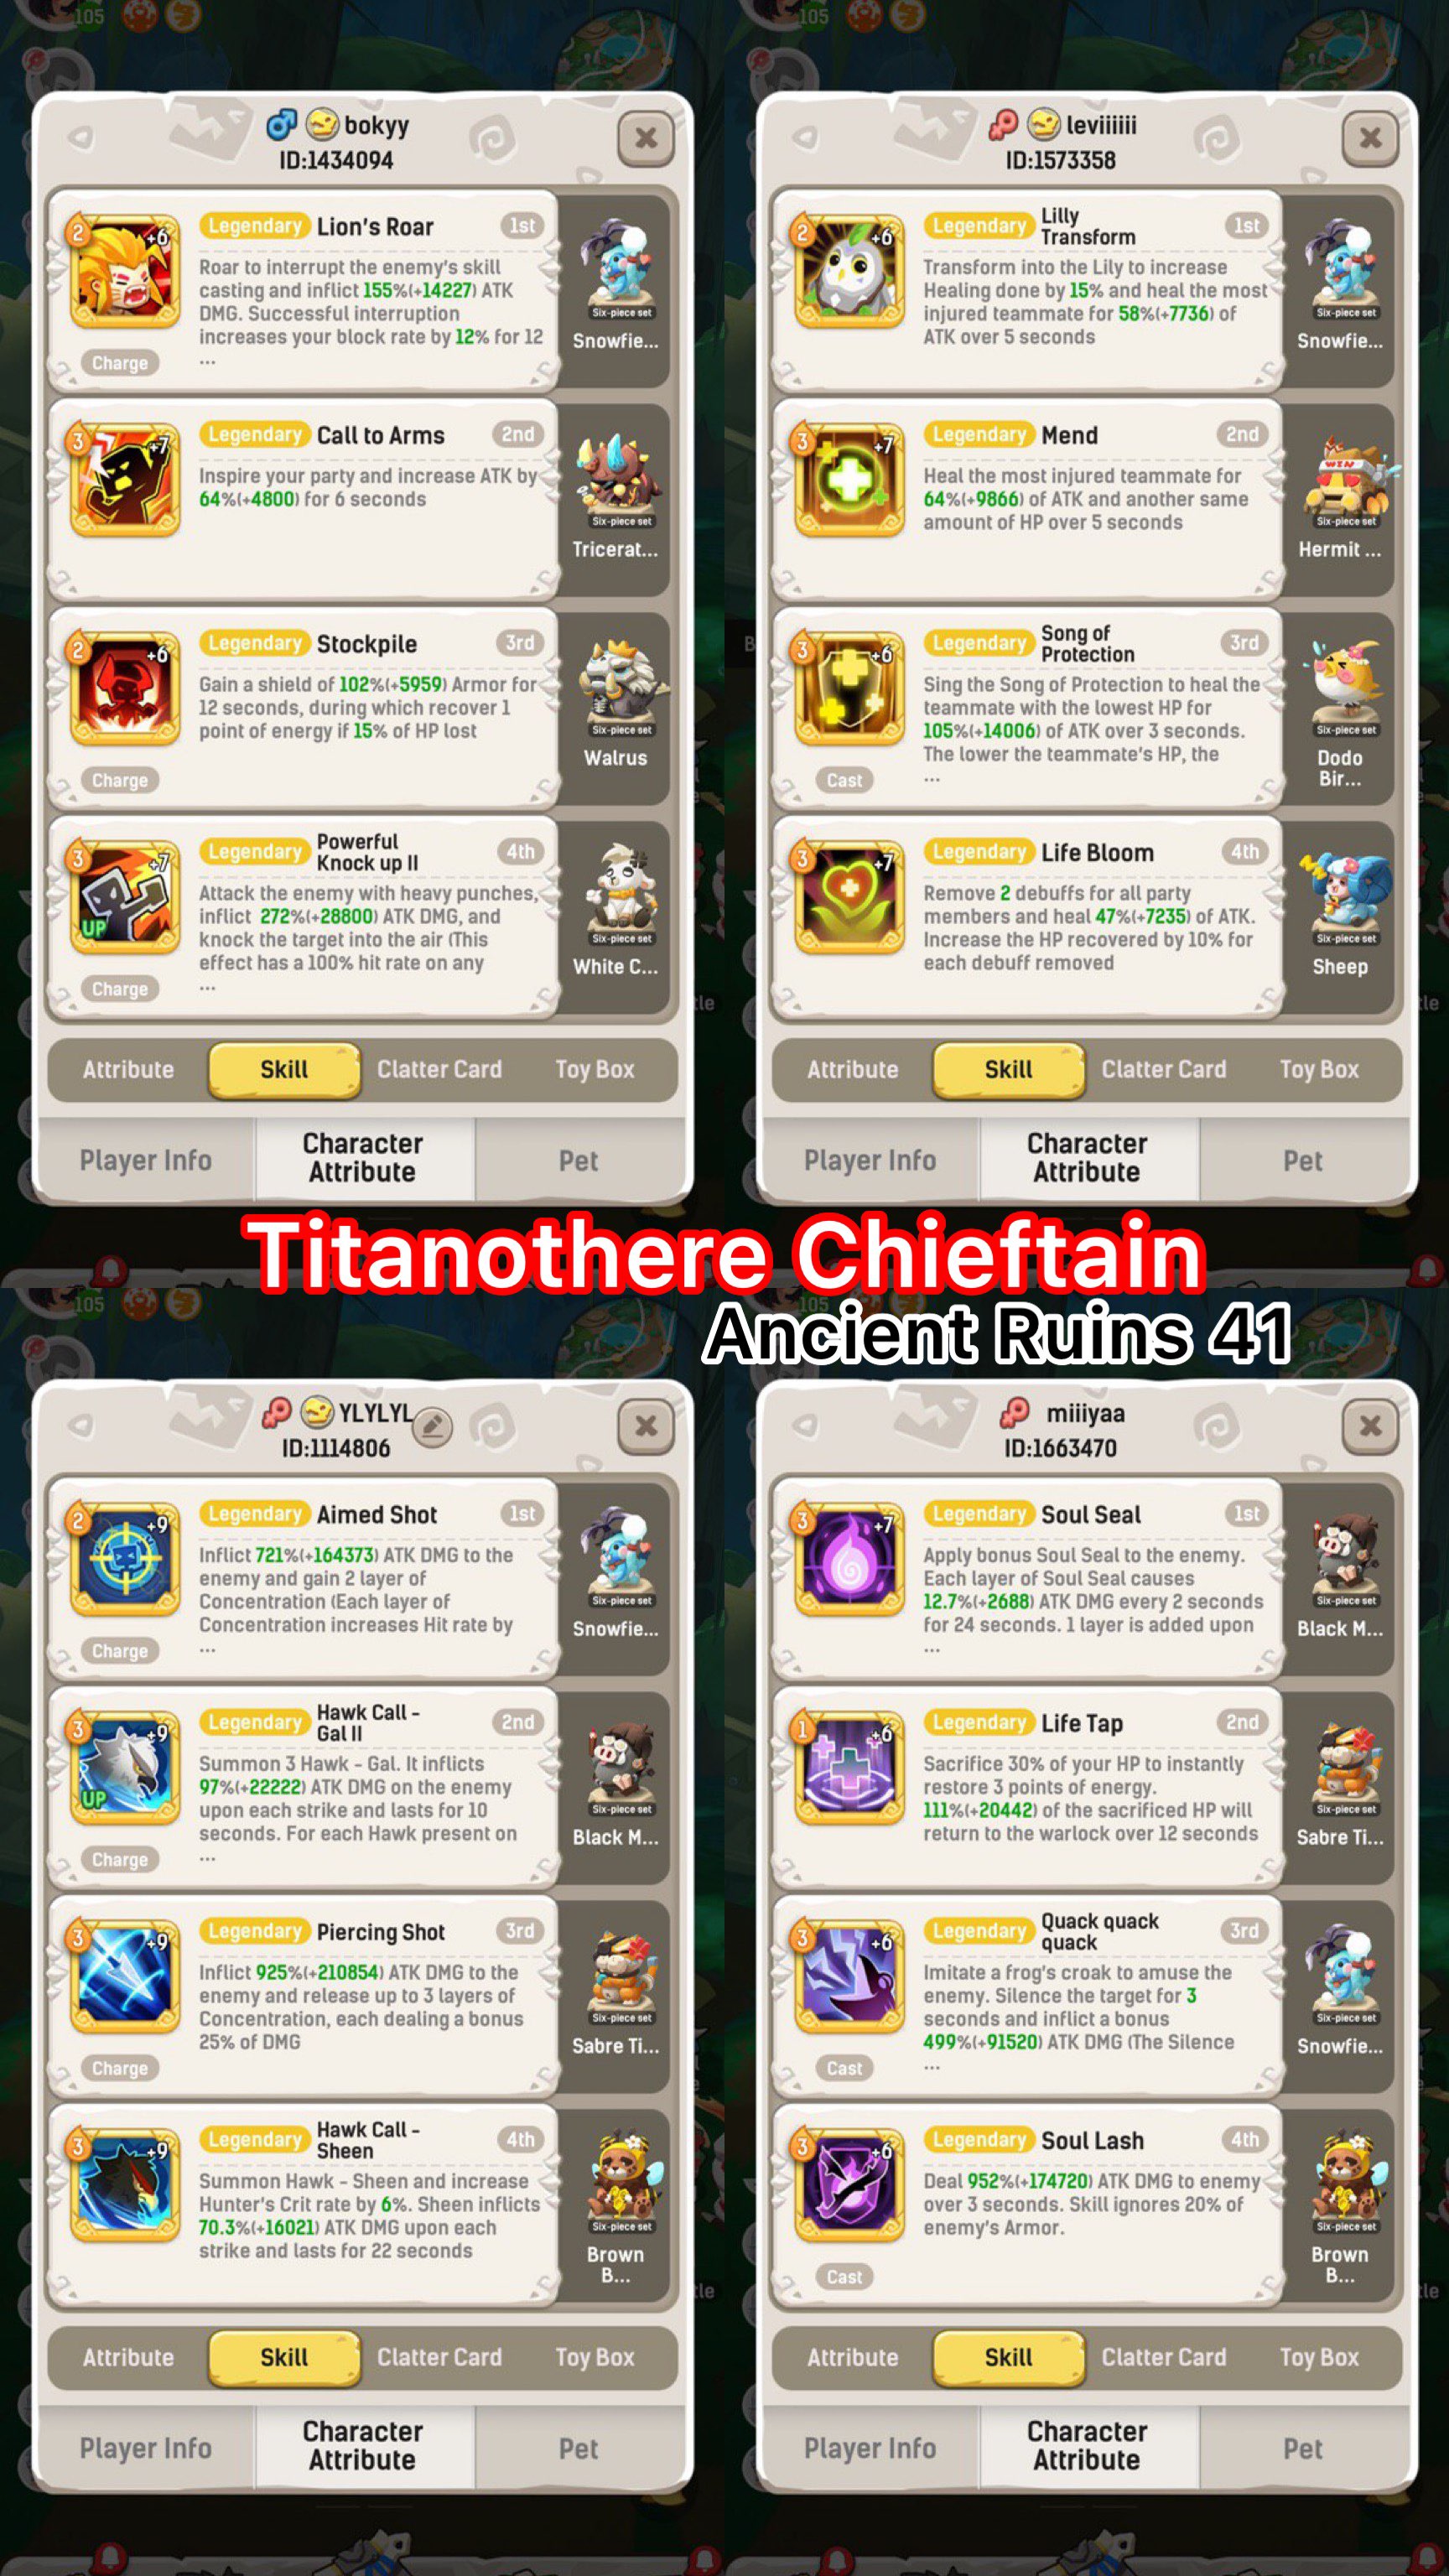 105
105
bokyy
ID:1434094
2
+6
Legendary Lion's Roar 1st
Roar to interrupt the enemy's skill
casting and inflict 155%(+14227) ATK
DMG. Successful interruption
increases your block rate by 12% for 12
...
Charge
Six-piece set
Snowfie...
3
+7
Legendary Call to Arms 2nd
Inspire your party and increase ATK by
64%(+4800) for 6 seconds
Six-piece set
Tricerat...
2
+6
Legendary Stockpile 3rd
Gain a shield of 102%(+5959) Armor for
12 seconds, during which recover 1
point of energy if 15% of HP lost
Charge
Six-piece set
Walrus
3
+7
UP
Legendary Powerful
Knock up II
4th
Attack the enemy with heavy punches,
inflict 272%(+28800) ATK DMG, and
knock the target into the air (This
effect has a 100% hit rate on any
...
Charge
Six-piece set
White C...
Attribute Skill Clatter Card Toy Box
Player Info Character
Attribute Pet
leviiiiii
ID:1573358
2
+6
Legendary Lilly
Transform
1st
Transform into the Lily to increase
Healing done by 15% and heal the most
injured teammate for 58%(+7736) of
ATK over 5 seconds
Six-piece set
Snowfie...
3
+7
Legendary Mend 2nd
Heal the most injured teammate for
64%(+9866) of ATK and another same
amount of HP over 5 seconds
WIN
Six-piece set
Hermit ...
3
+6
Legendary Song of
Protection
3rd
Sing the Song of Protection to heal the
teammate with the lowest HP for
105%(+14006) of ATK over 3 seconds.
The lower the teammate's HP, the
...
Cast
Six-piece set
Dodo
Bir...
3
+7
Legendary Life Bloom 4th
Remove 2 debuffs for all party
members and heal 47%(+7235) of ATK.
Increase the HP recovered by 10% for
each debuff removed
Six-piece set
Sheep
Attribute Skill Clatter Card Toy Box
Player Info Character
Attribute Pet
Titanothere Chieftain
Ancient Ruins 41
105
105
YLYLYL
ID:1114806
2
+9
Legendary Aimed Shot 1st
Inflict 721%(+164373) ATK DMG to the
enemy and gain 2 layer of
Concentration (Each layer of
Concentration increases Hit rate by
...
Charge
Six-piece set
Snowfie...
3
+9
UP
Legendary Hawk Call -
Gal II
2nd
Summon 3 Hawk - Gal. It inflicts
97%(+22222) ATK DMG on the enemy
upon each strike and lasts for 10
seconds. For each Hawk present on
...
Charge
Six-piece set
Black M...
3
+9
Legendary Piercing Shot 3rd
Inflict 925%(+210854) ATK DMG to the
enemy and release up to 3 layers of
Concentration, each dealing a bonus
25% of DMG
Charge
Six-piece set
Sabre Ti...
3
+9
Legendary Hawk Call -
Sheen
4th
Summon Hawk - Sheen and increase
Hunter's Crit rate by 6%. Sheen inflicts
70.3%(+16021) ATK DMG upon each
strike and lasts for 22 seconds
Six-piece set
Brown
B...
Attribute Skill Clatter Card Toy Box
Player Info Character
Attribute Pet
miiiyaa
ID:1663470
3
+7
Legendary Soul Seal 1st
Apply bonus Soul Seal to the enemy.
Each layer of Soul Seal causes
12.7%(+2688) ATK DMG every 2 seconds
for 24 seconds. 1 layer is added upon
...
Six-piece set
Black M...
1
+6
Legendary Life Tap 2nd
Sacrifice 30% of your HP to instantly
restore 3 points of energy.
111%(+20442) of the sacrificed HP will
return to the warlock over 12 seconds
Six-piece set
Sabre Ti...
3
+6
Legendary Quack quack
quack
3rd
Imitate a frog's croak to amuse the
enemy. Silence the target for 3
seconds and inflict a bonus
499%(+91520) ATK DMG (The Silence
...
Cast
Six-piece set
Snowfie...
3
+6
Legendary Soul Lash 4th
Deal 952%(+174720) ATK DMG to enemy
over 3 seconds. Skill ignores 20% of
enemy's Armor.
Cast
Six-piece set
Brown
B...
Attribute Skill Clatter Card Toy Box
Player Info Character
Attribute Pet